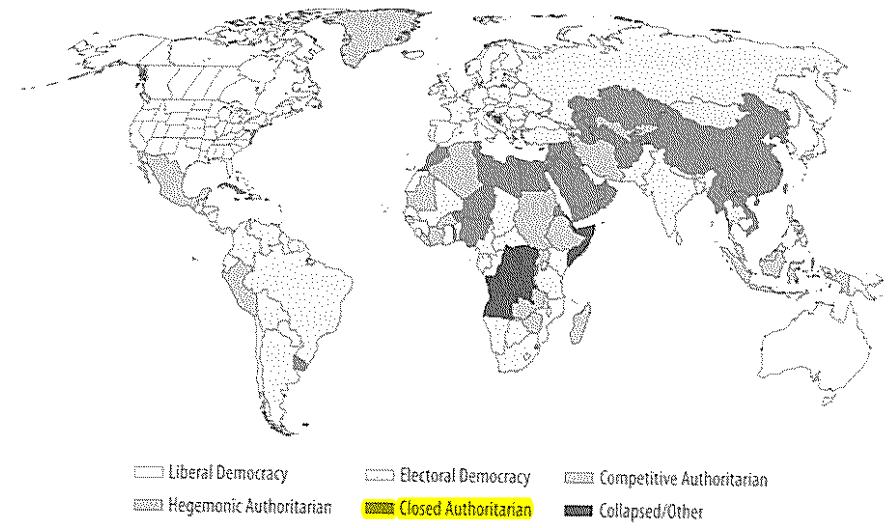 Liberal Democracy Electoral Democracy Competitive Authoritarian
Hegemonic Authoritarian Closed Authoritarian Collapsed/Other